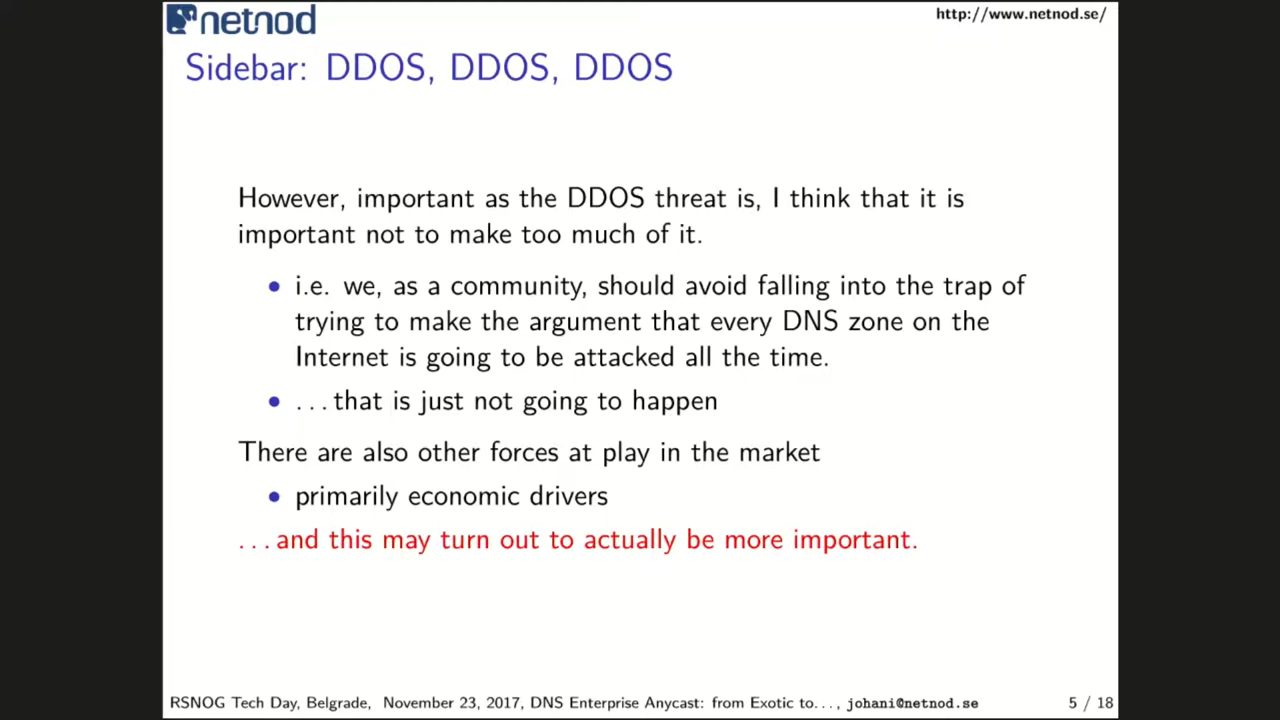 netnod
http://www.netnod.se/
Sidebar: DDOS, DDOS, DDOS
However, important as the DDOS threat is, I think that it is
important not to make too much of it.
• i.e. we, as a community, should avoid falling into the trap of
trying to make the argument that every DNS zone on the
Internet is going to be attacked all the time.
• ...that is just not going to happen
There are also other forces at play in the market
• primarily economic drivers
...and this may turn out to actually be more important.
RSNOG Tech Day, Belgrade, November 23, 2017, DNS Enterprise Anycast: from Exotic to..., johani@netnod.se 5 / 18